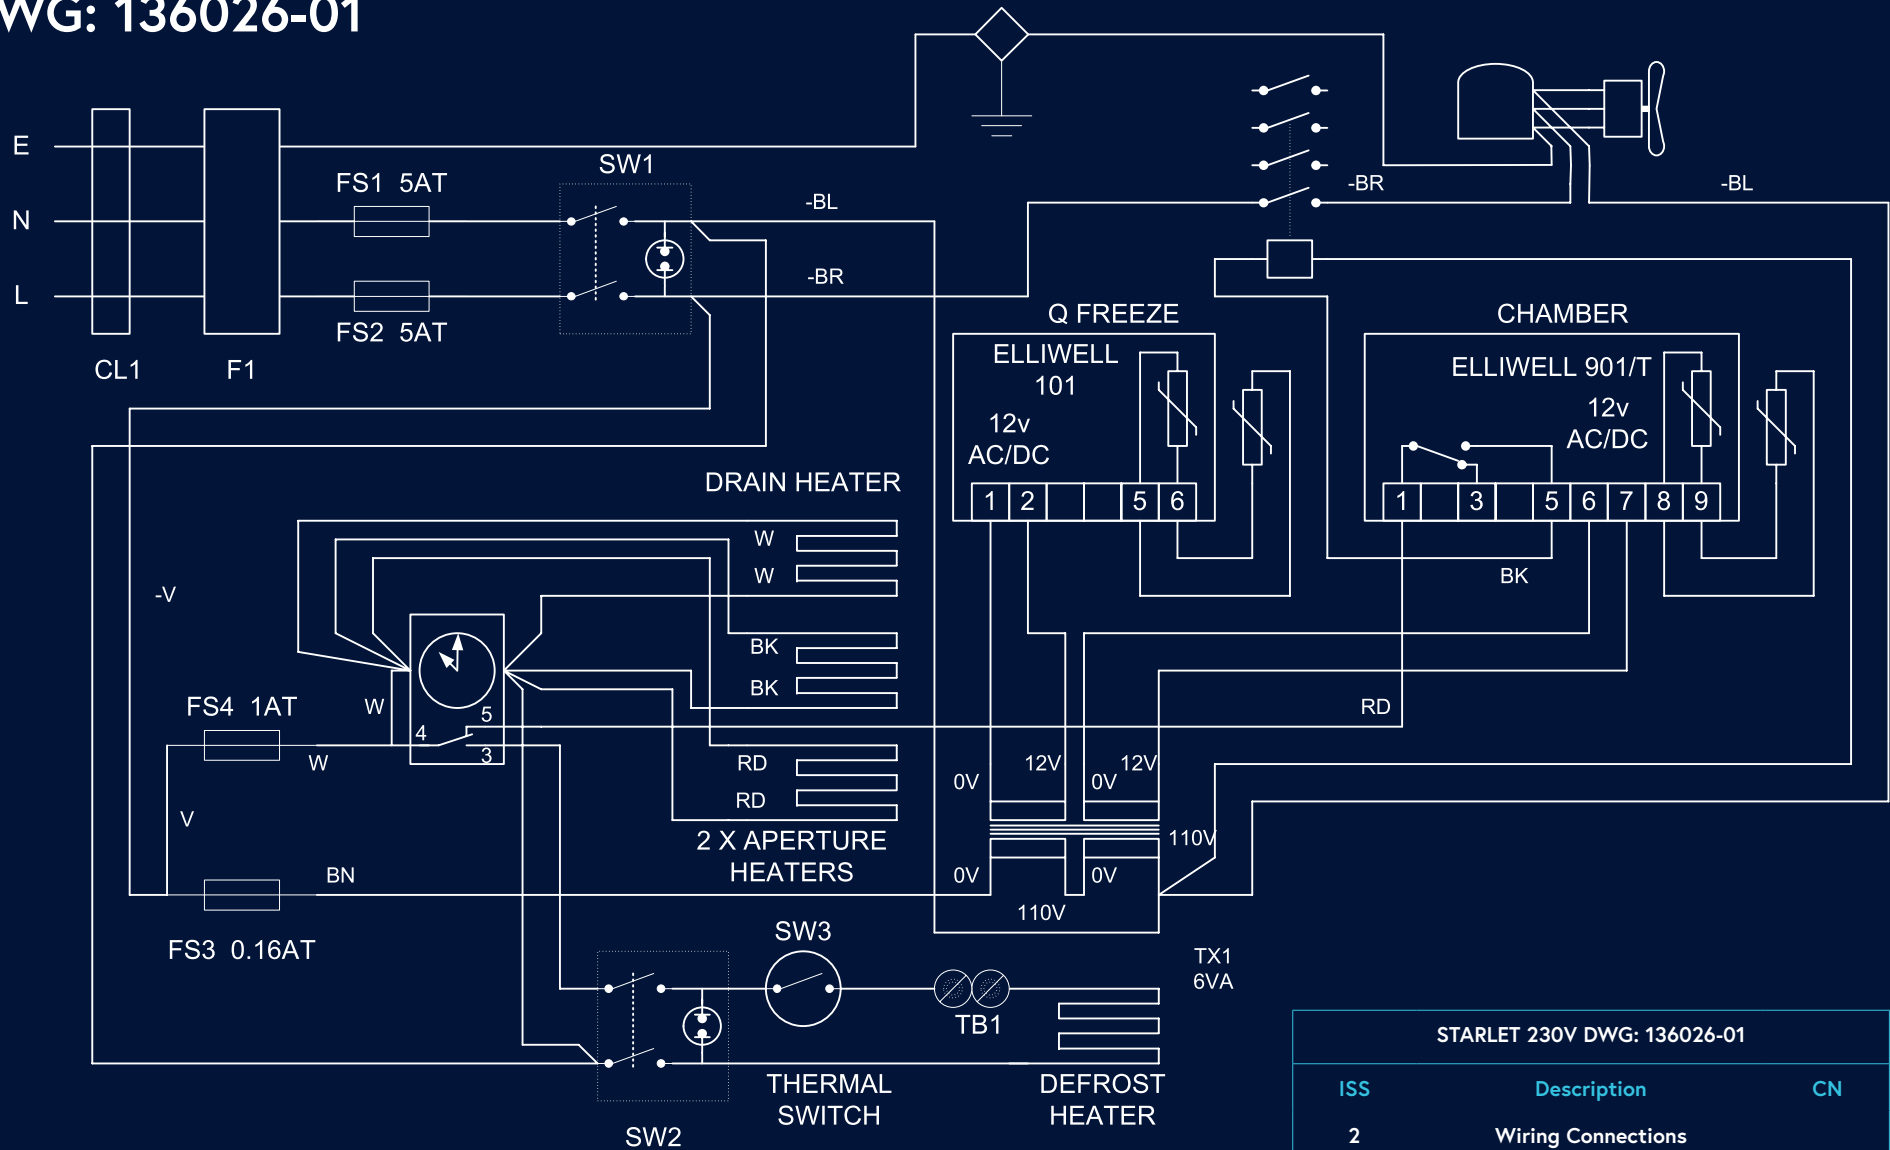 WG: 136026-01
E
N
L
CL1
F1
FS1 5AT
FS2 5AT
SW1
-BL
-BR
-BR
-BL
Q FREEZE
ELLIWELL
101
12v
AC/DC
1 2 5 6
CHAMBER
ELLIWELL 901/T
12v
AC/DC
1 3 5 6 7 8 9
BK
RD
DRAIN HEATER
W
W
BK
BK
RD
RD
2 X APERTURE
HEATERS
-V
FS4 1AT
W
W
4
5
3
V
BN
FS3 0.16AT
0V
12V
0V
12V
110V
0V
0V
110V
TX1
6VA
SW3
TB1
THERMAL
SWITCH
DEFROST
HEATER
SW2
STARLET 230V DWG: 136026-01
ISS Description CN
2 Wiring Connections